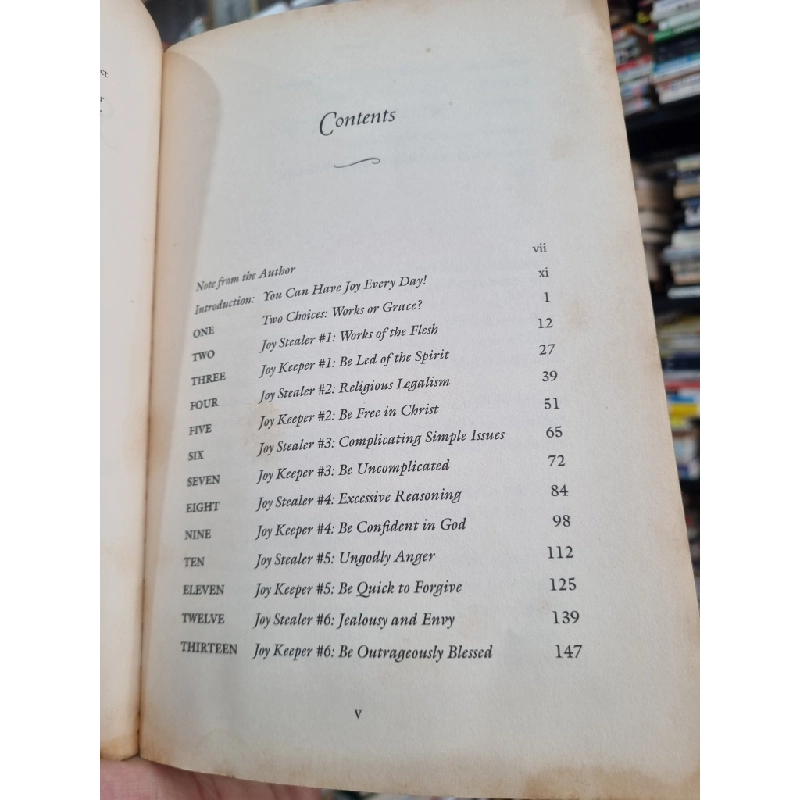 Contents
Note from the Author vii
Introduction: You Can Have Joy Every Day! xi
ONE Two Choices: Works or Grace? 1
TWO Joy Stealer #1: Works of the Flesh 12
THREE Joy Keeper #1: Be Led of the Spirit 27
FOUR Joy Stealer #2: Religious Legalism 39
FIVE Joy Keeper #2: Be Free in Christ 51
SIX Joy Stealer #3: Complicating Simple Issues 65
SEVEN Joy Keeper #3: Be Uncomplicated 72
EIGHT Joy Stealer #4: Excessive Reasoning 84
NINE Joy Keeper #4: Be Confident in God 98
TEN Joy Stealer #5: Ungodly Anger 112
ELEVEN Joy Keeper #5: Be Quick to Forgive 125
TWELVE Joy Stealer #6: Jealousy and Envy 139
THIRTEEN Joy Keeper #6: Be Outrageously Blessed 147
v